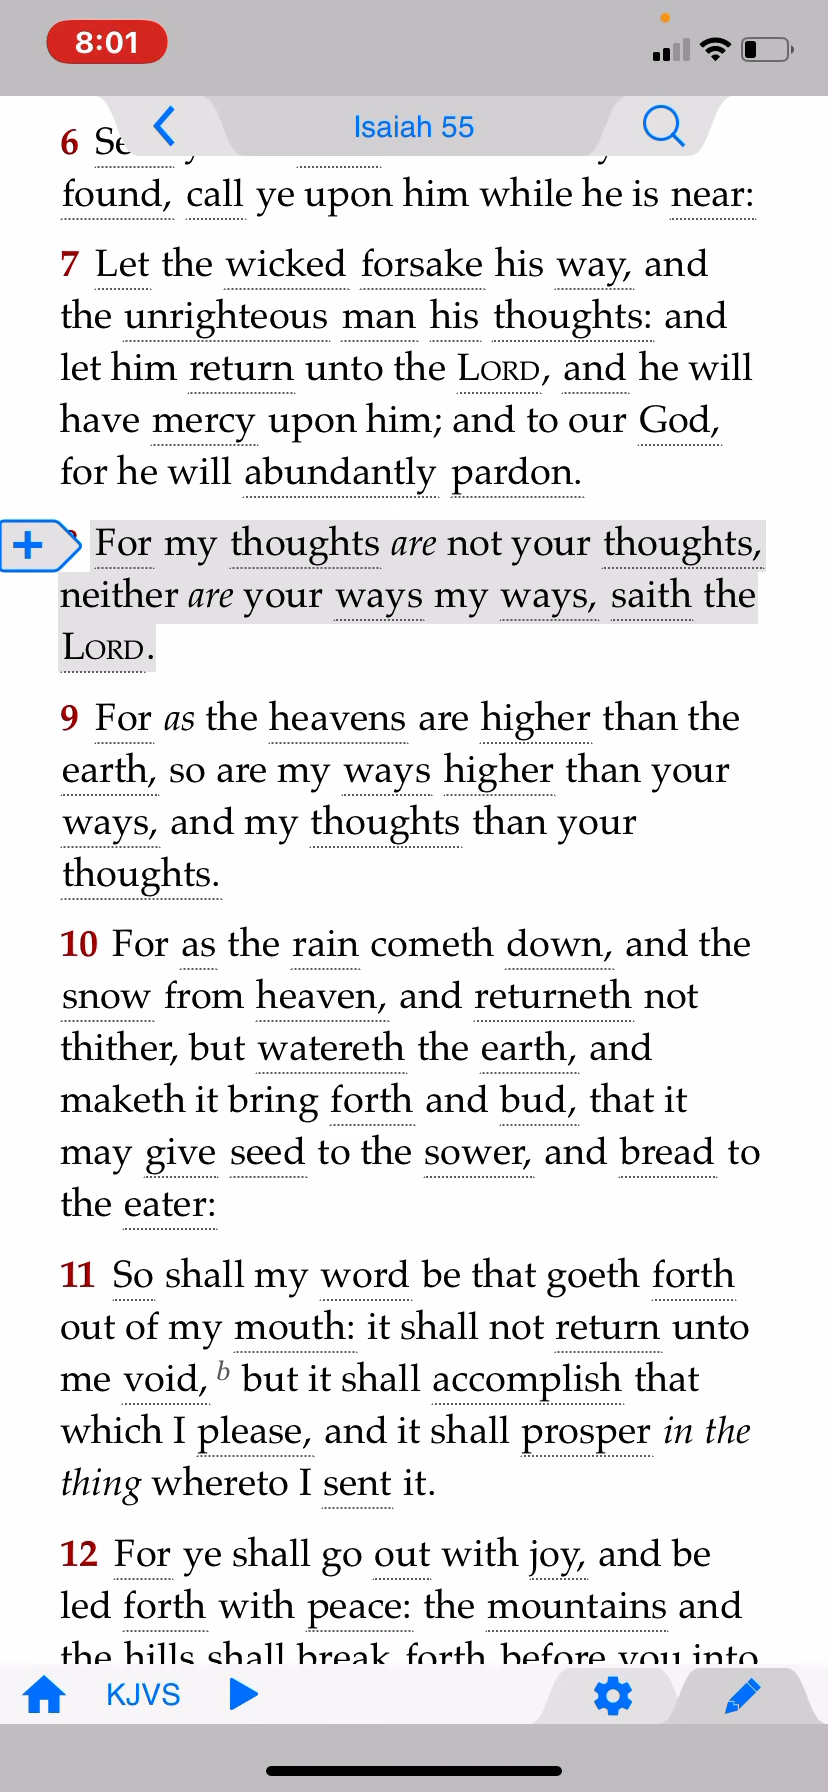 8:01
Isaiah 55
6
found, call ye upon him while he is near:
7 Let the wicked forsake his way, and
the unrighteous man his thoughts: and
let him return unto the LORD, and he will
have mercy upon him; and to our God,
for he will abundantly pardon.
For my thoughts are not your thoughts,
neither are your ways my ways, saith the
LORD.
9 For as the heavens are higher than the
earth, so are my ways higher than your
ways, and my thoughts than your
thoughts.
10 For as the rain cometh down, and the
snow from heaven, and returneth not
thither, but watereth the earth, and
maketh it bring forth and bud, that it
may give seed to the sower, and bread to
the eater:
11 So shall my word be that goeth forth
out of my mouth: it shall not return unto
me void, b but it shall accomplish that
which I please, and it shall prosper in the
thing whereto I sent it.
12 For ye shall go out with joy, and be
led forth with peace: the mountains and
the hills shall break forth before you into
KJVS